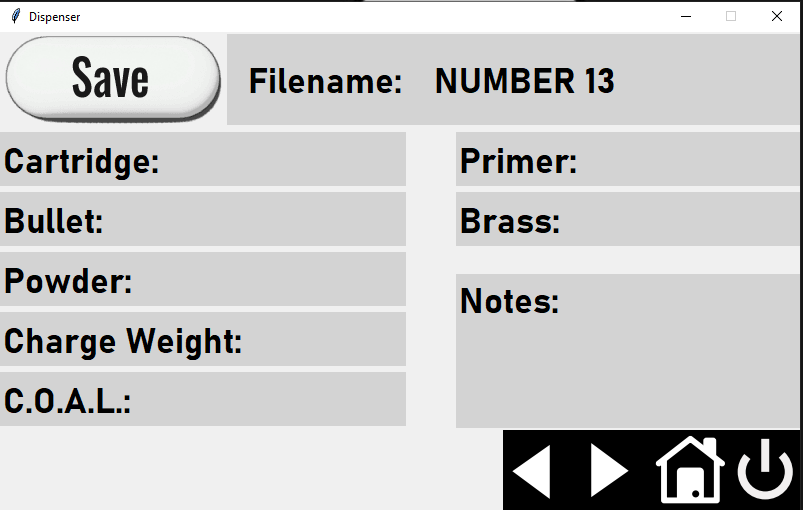 Dispenser
Save
Filename: NUMBER 13
Cartridge:
Primer:
Bullet:
Brass:
Powder:
Notes:
Charge Weight:
C.O.A.L.: